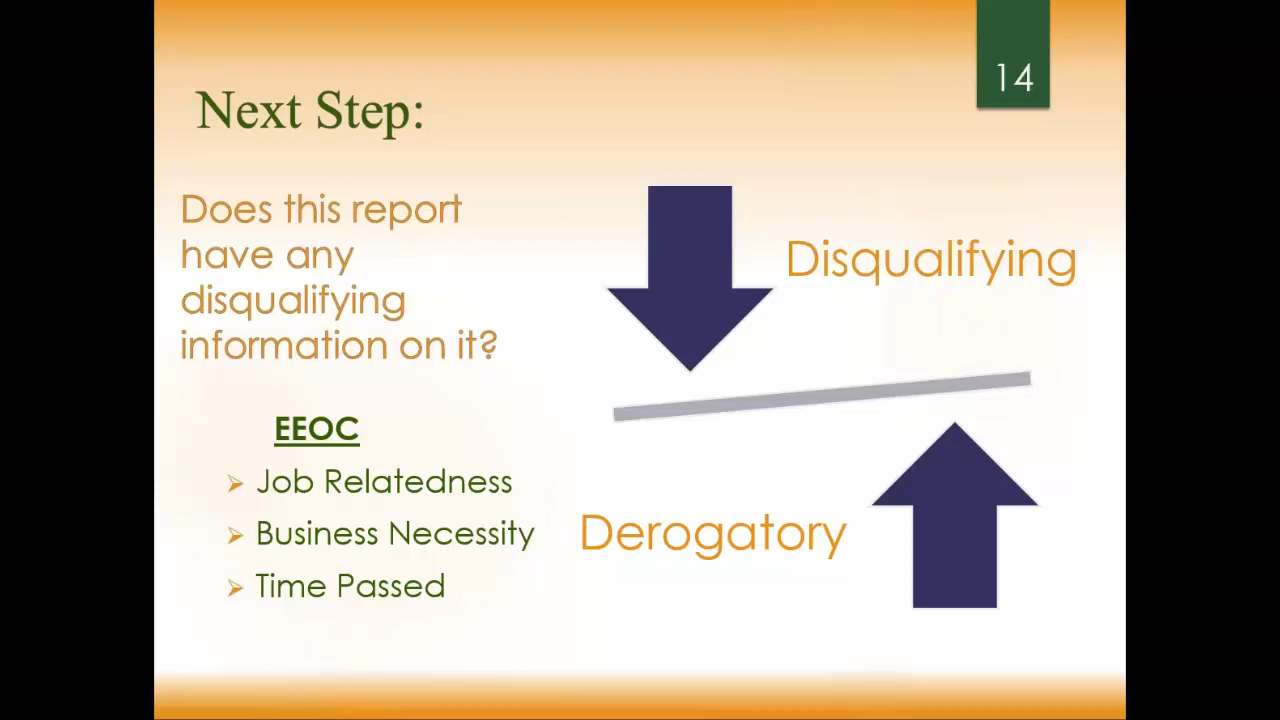 14
Next Step:
Does this report
have any
disqualifying
information on it?
EEOC
Job Relatedness
Business Necessity
Time Passed
Disqualifying
Derogatory